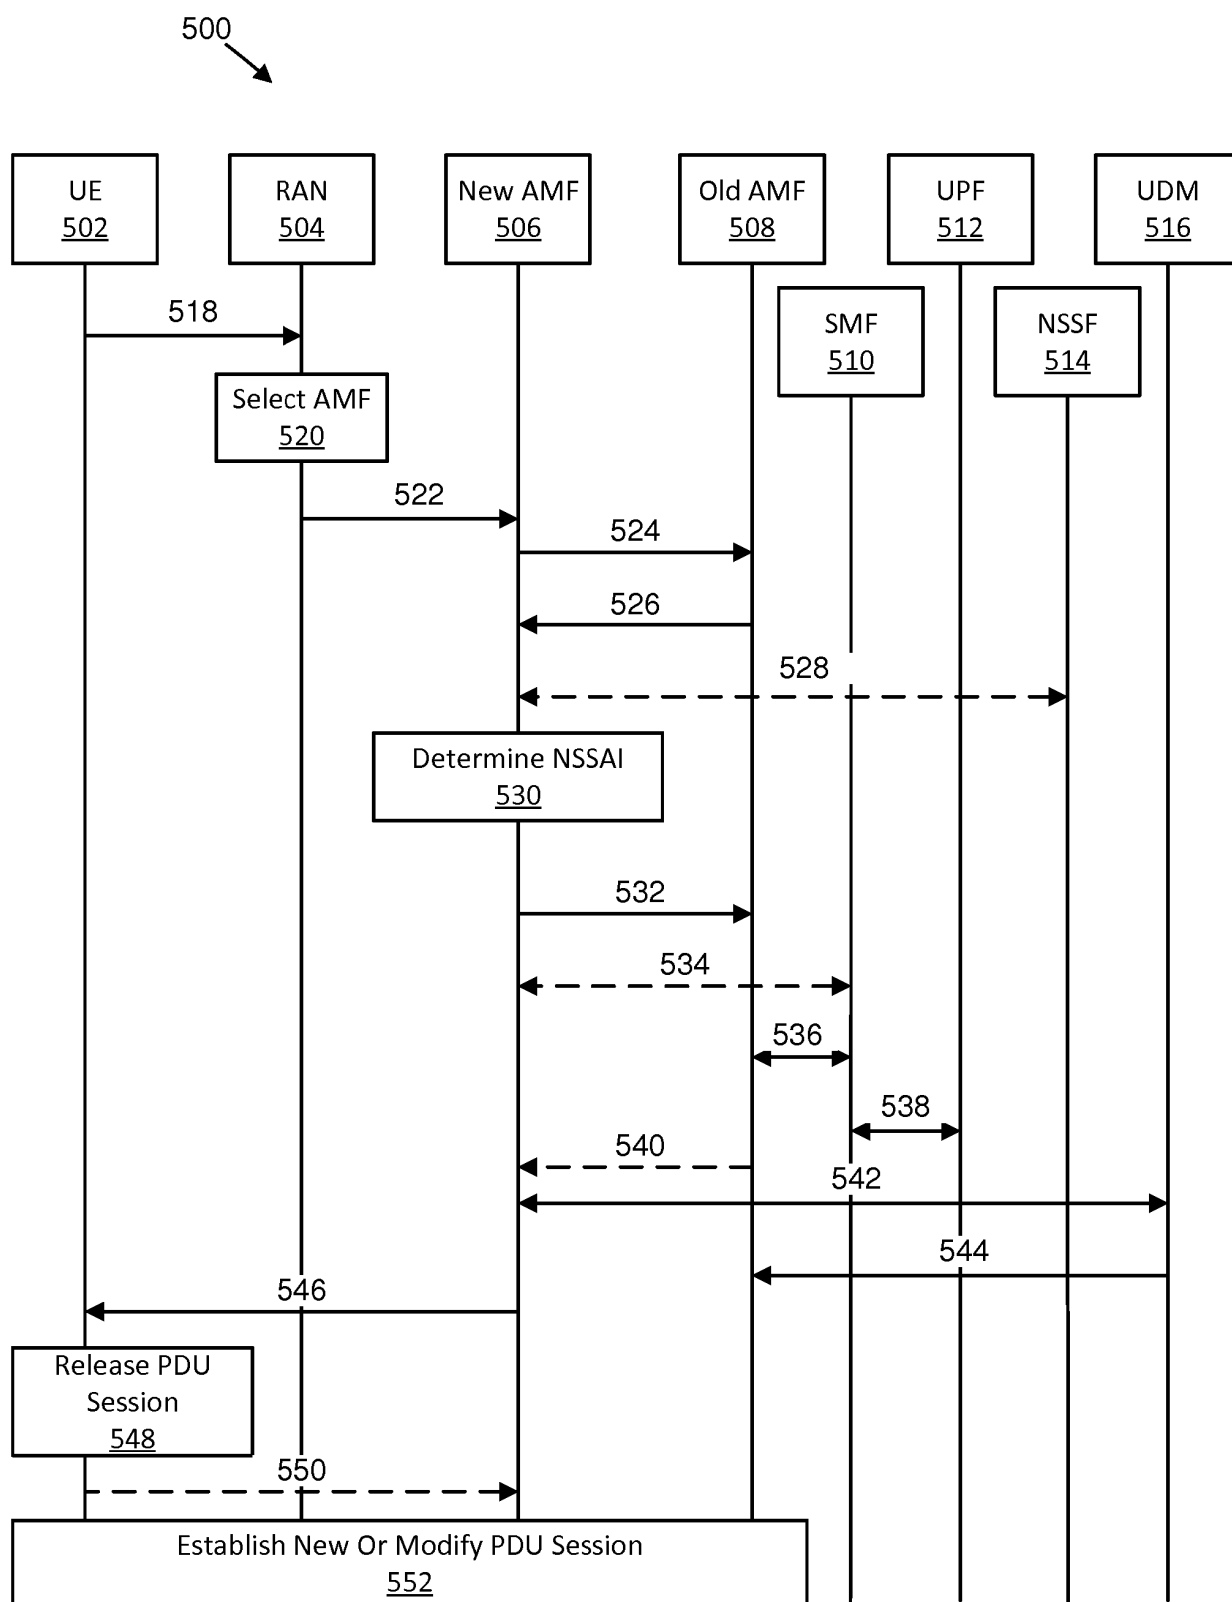 500
UE
502
RAN
504
New AMF
506
Old AMF
508
UPF
512
UDM
516
SMF
510
NSSF
514
518
Select AMF
520
522
524
526
528
Determine NSSAI
530
532
534
536
538
540
542
544
546
Release PDU
Session
548
550
Establish New Or Modify PDU Session
552